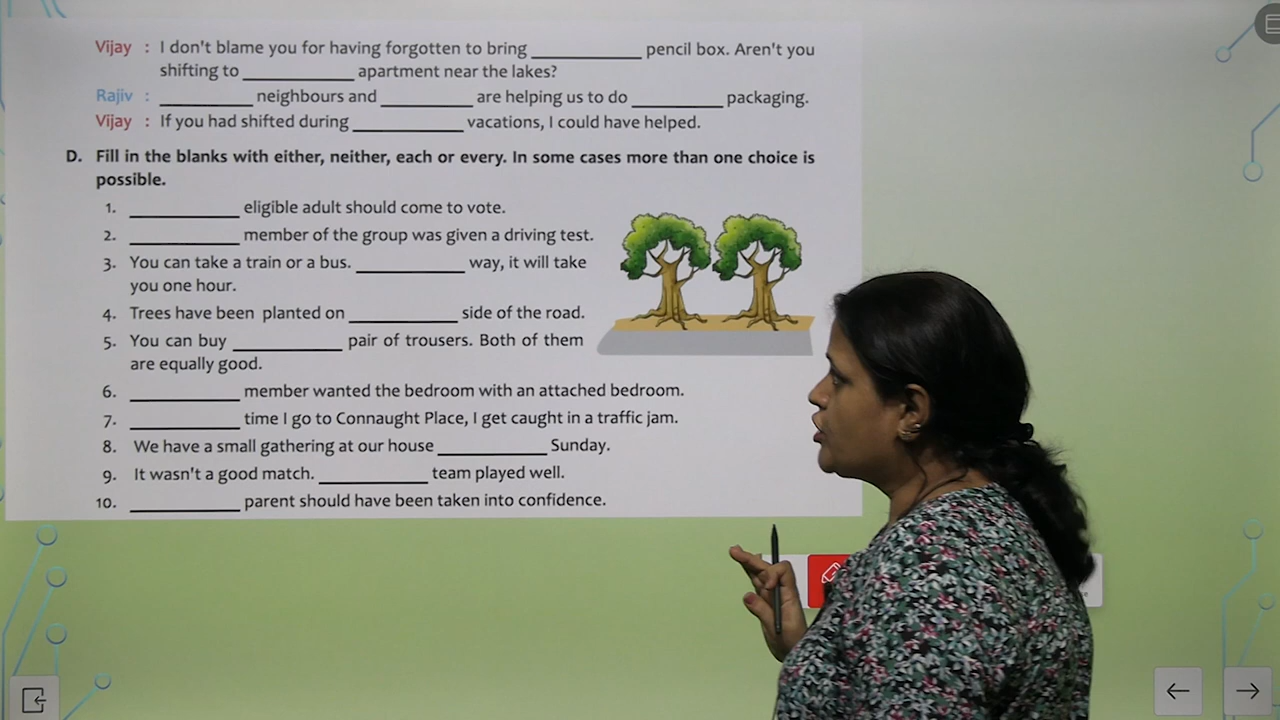 Vijay : I don't blame you for having forgotten to bring ____________ pencil box. Aren't you
shifting to ____________ apartment near the lakes?
Rajiv : __________ neighbours and __________ are helping us to do __________ packaging.
Vijay : If you had shifted during ____________ vacations, I could have helped.
D. Fill in the blanks with either, neither, each or every. In some cases more than one choice is
possible.
1. ____________ eligible adult should come to vote.
2. ____________ member of the group was given a driving test.
3. You can take a train or a bus. ____________ way, it will take
you one hour.
4. Trees have been planted on ____________ side of the road.
5. You can buy ____________ pair of trousers. Both of them
are equally good.
6. ____________ member wanted the bedroom with an attached bedroom.
7. ____________ time I go to Connaught Place, I get caught in a traffic jam.
8. We have a small gathering at our house ____________ Sunday.
9. It wasn't a good match. ____________ team played well.
10. ____________ parent should have been taken into confidence.